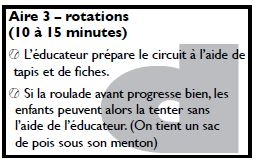 Aire 3 – rotations
(10 à 15 minutes)
L'éducateur prépare le circuit à l'aide de
tapis et de fiches.
Si la roulade avant progresse bien, les
enfants peuvent alors la tenter sans
l'aide de l'éducateur. (On tient un sac
de pois sous son menton)